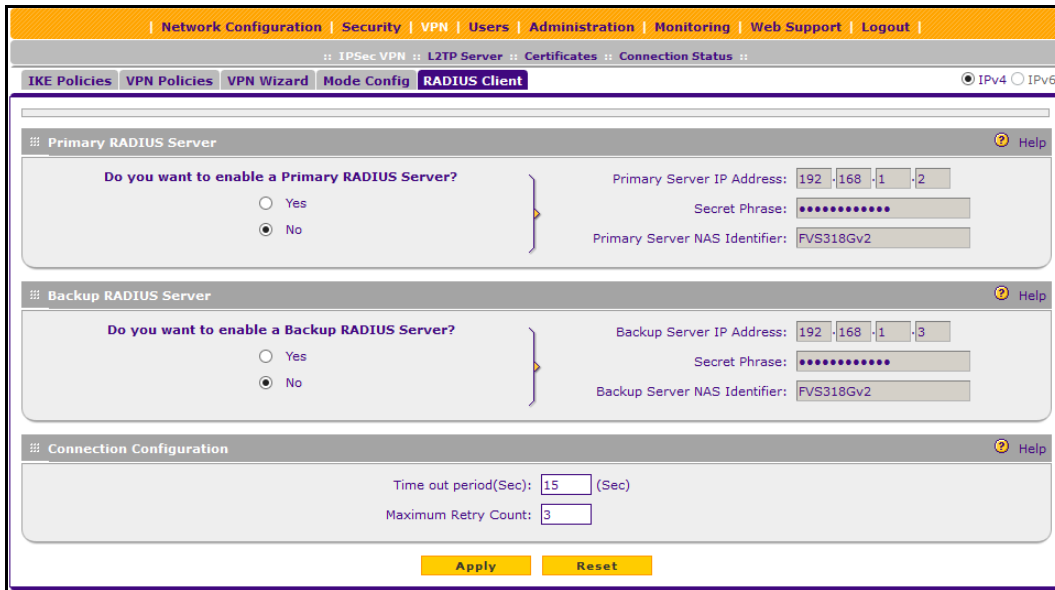 | Network Configuration | Security | VPN | Users | Administration | Monitoring | Web Support | Logout |
:: IPSec VPN :: L2TP Server :: Certificates :: Connection Status ::
IKE Policies VPN Policies VPN Wizard Mode Config RADIUS Client IPv4 IPv6
Primary RADIUS Server Help
Do you want to enable a Primary RADIUS Server?
Yes
No
Primary Server IP Address: 192 .168 .1 .2
Secret Phrase: ••••••••••••
Primary Server NAS Identifier: FVS318Gv2
Backup RADIUS Server Help
Do you want to enable a Backup RADIUS Server?
Yes
No
Backup Server IP Address: 192 .168 .1 .3
Secret Phrase: ••••••••••••
Backup Server NAS Identifier: FVS318Gv2
Connection Configuration Help
Time out period(Sec): 15 (Sec)
Maximum Retry Count: 3
Apply Reset